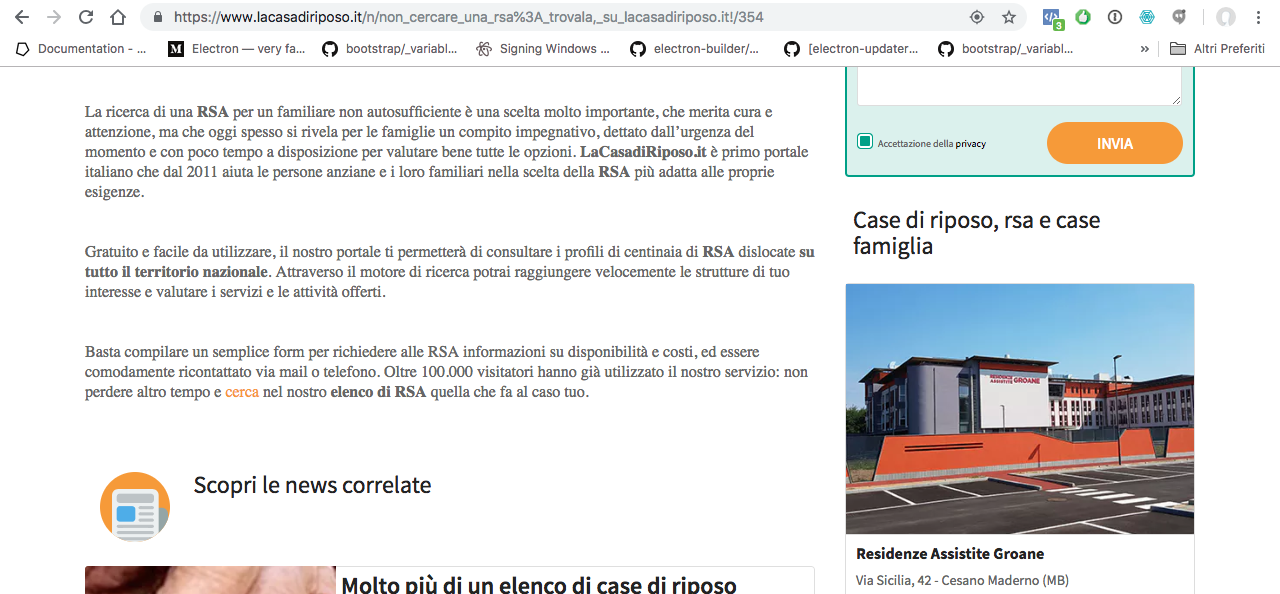 https://www.lacasadiriposo.it/n/non_cercare_una_rsa%3A_trovala,_su_lacasadiriposo.it!/354
3
Documentation - ...
M
Electron — very fa...
bootstrap/_variabl...
Signing Windows ...
electron-builder/...
[electron-updater...
bootstrap/_variabl...
»
Altri Preferiti
La ricerca di una RSA per un familiare non autosufficiente è una scelta molto importante, che merita cura e
attenzione, ma che oggi spesso si rivela per le famiglie un compito impegnativo, dettato dall’urgenza del
momento e con poco tempo a disposizione per valutare bene tutte le opzioni. LaCasadiRiposo.it è primo portale
italiano che dal 2011 aiuta le persone anziane e i loro familiari nella scelta della RSA più adatta alle proprie
esigenze.
Gratuito e facile da utilizzare, il nostro portale ti permetterà di consultare i profili di centinaia di RSA dislocate su
tutto il territorio nazionale. Attraverso il motore di ricerca potrai raggiungere velocemente le strutture di tuo
interesse e valutare i servizi e le attività offerti.
Basta compilare un semplice form per richiedere alle RSA informazioni su disponibilità e costi, ed essere
comodamente ricontattato via mail o telefono. Oltre 100.000 visitatori hanno già utilizzato il nostro servizio: non
perdere altro tempo e cerca nel nostro elenco di RSA quella che fa al caso tuo.
Scopri le news correlate
Molto più di un elenco di case di riposo
Accettazione della privacy
INVIA
Case di riposo, rsa e case
famiglia
RESIDENZE
ASSISTITE GROANE
Residenze Assistite Groane
Via Sicilia, 42 - Cesano Maderno (MB)